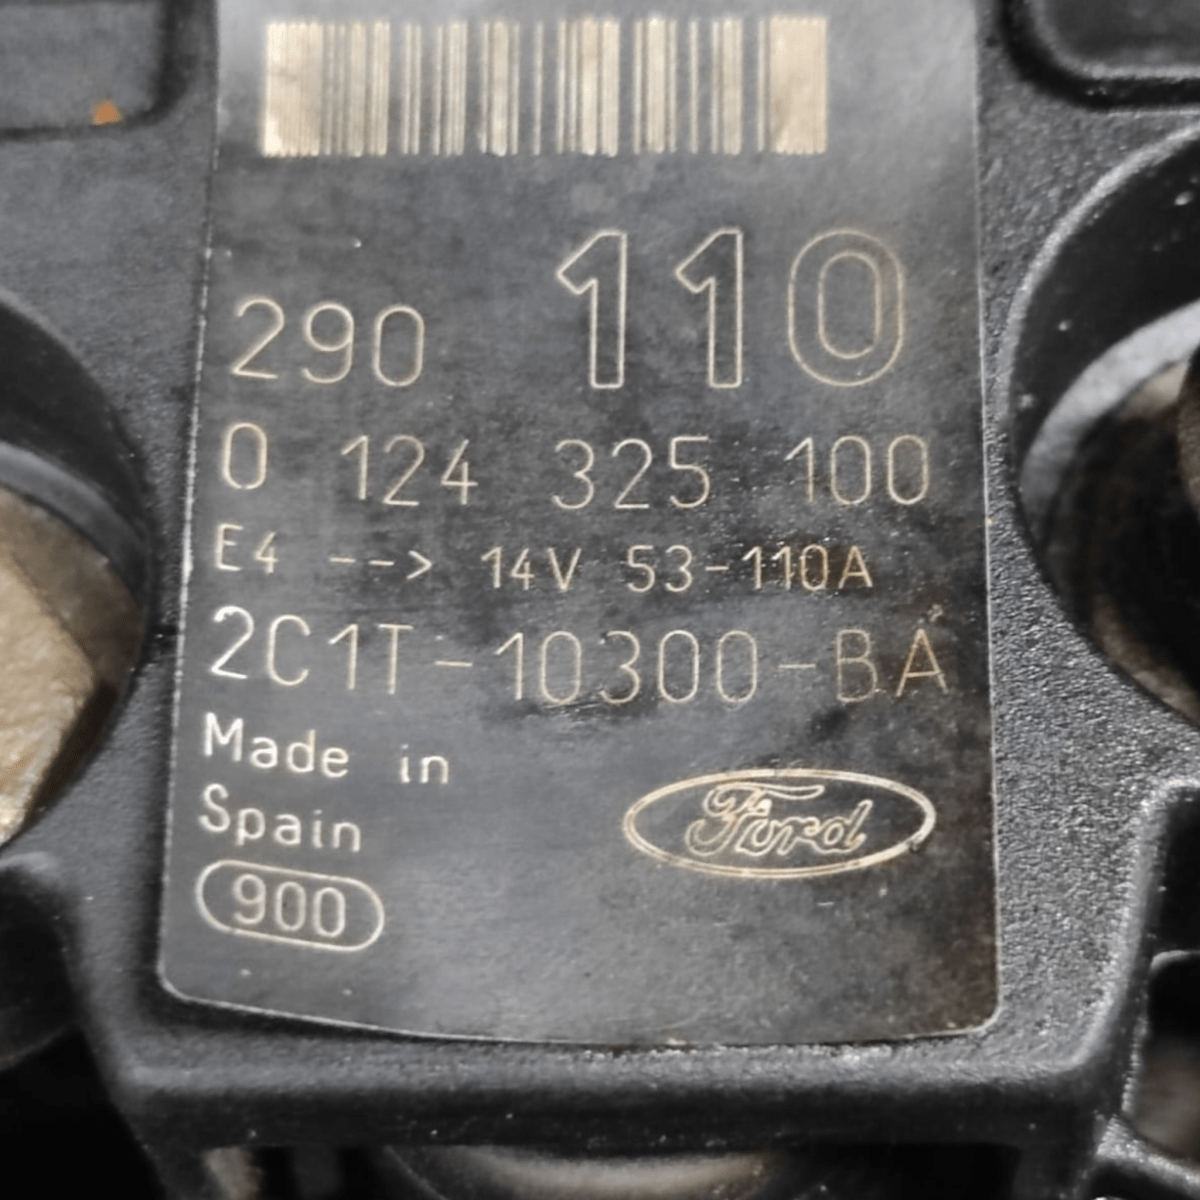 290 110
0 124 325 100
E4 --> 14V 53-110A
2C1T-10300-BA
Made in
Spain
Ford
900